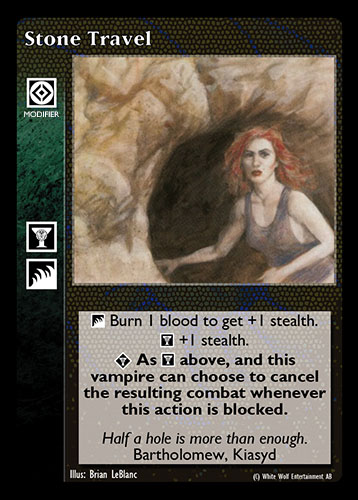 Stone Travel
MODIFIER
Burn 1 blood to get +1 stealth.
+1 stealth.
As above, and this
vampire can choose to cancel
the resulting combat whenever
this action is blocked.
Half a hole is more than enough.
Bartholomew, Kiasyd
Illus: Brian LeBlanc
(C) White Wolf Entertainment AB